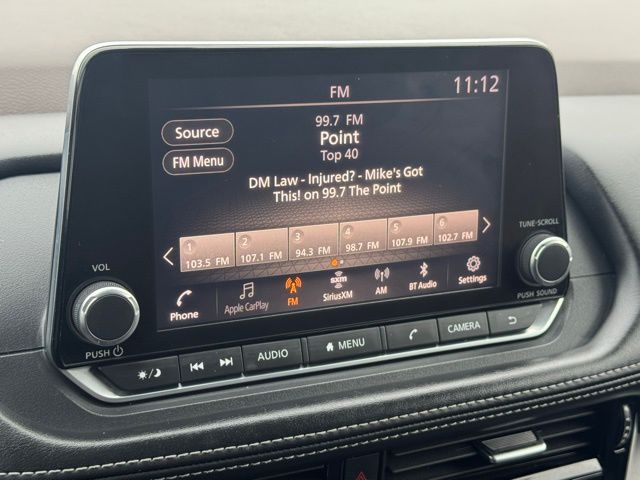 FM
11:12
Source
FM Menu
99.7 FM
Point
Top 40
DM Law - Injured? - Mike's Got
This! on 99.7 The Point
1
2
3
4
5
6
103.5 FM
107.1 FM
94.3 FM
98.7 FM
107.9 FM
102.7 FM
Phone
Apple CarPlay
FM
sxm
SiriusXM
AM
BT Audio
Settings
VOL
PUSH
TUNE·SCROLL
PUSH SOUND
AUDIO
MENU
CAMERA